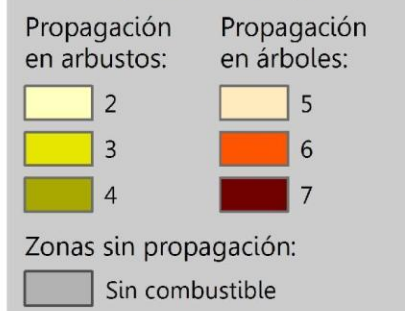 Propagación
en arbustos:
2
3
4
Propagación
en árboles:
5
6
7
Zonas sin propagación:
Sin combustible